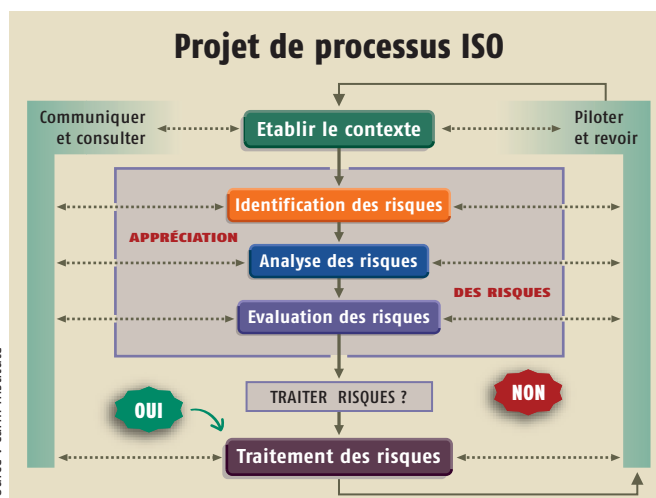 Projet de processus ISO
Communiquer
et consulter
Etablir le contexte
Piloter
et revoir
Identification des risques
APPRÉCIATION
Analyse des risques
DES RISQUES
Evaluation des risques
TRAITER RISQUES ?
OUI
NON
Traitement des risques